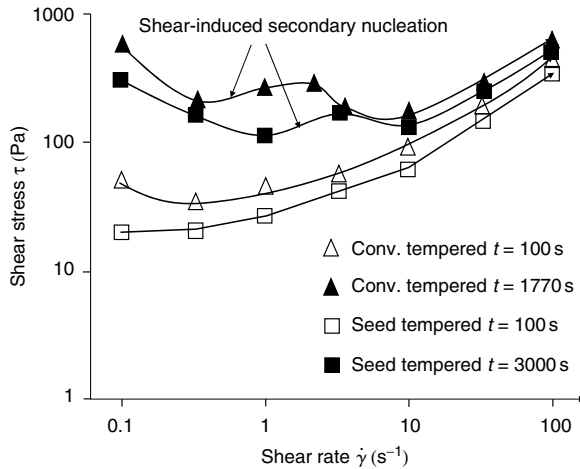 1000
Shear-induced secondary nucleation
100
10
1
Shear stress τ (Pa)
Conv. tempered t = 100 s
Conv. tempered t = 1770 s
Seed tempered t = 100 s
Seed tempered t = 3000 s
0.1 1 10 100
Shear rate γ̇ (s⁻¹)